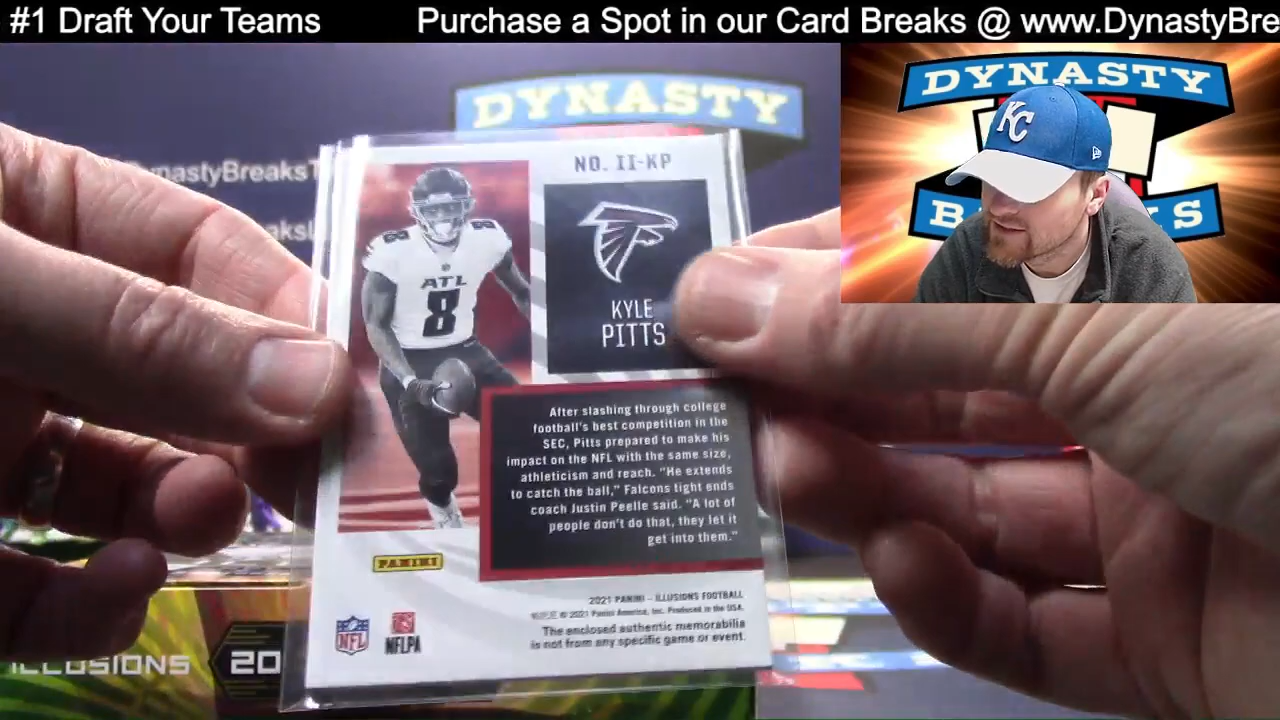 #1 Draft Your Teams Purchase a Spot in our Card Breaks @ www.DynastyBre
DYNASTY
DYNASTY
KC
B S
nastyBreaksT
aksU
NO. II-KP
KYLE
PITTS
ATL
8
8
After slashing through college
football's best competition in the
SEC, Pitts prepared to make his
impact on the NFL with the same size,
athleticism and reach. "He extends
to catch the ball," Falcons tight ends
coach Justin Peelle said. "A lot of
people don't do that, they let it
get into them."
PANINI
NFL
NFLPA
2021 PANINI - ILLUSIONS FOOTBALL
© 2021 Panini America, Inc. Produced in the USA.
The enclosed authentic memorabilia
is not from any specific game or event.
ILLUSIONS 20